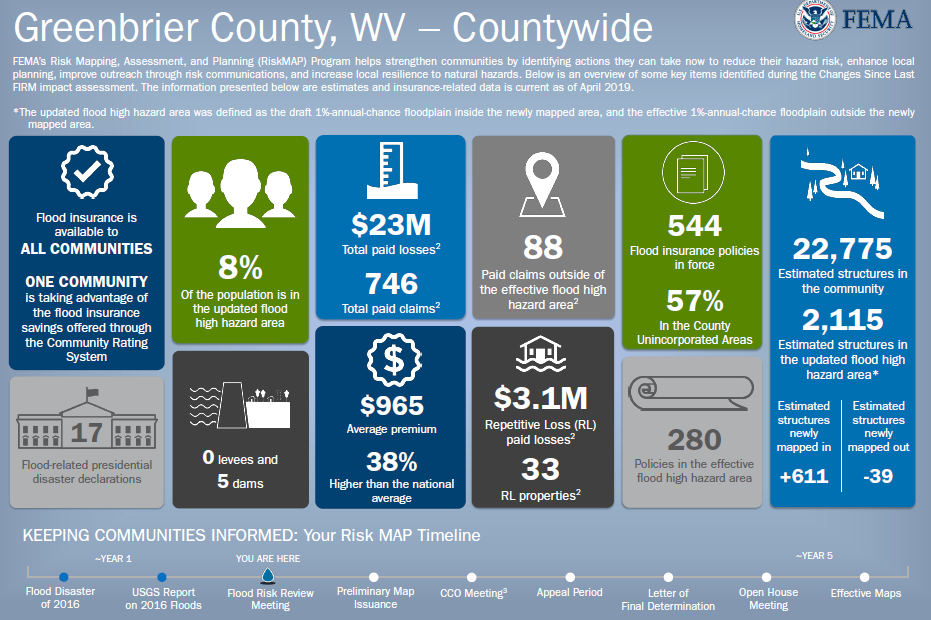 Greenbrier County, WV – Countywide
FEMA
FEMA's Risk Mapping, Assessment, and Planning (RiskMAP) Program helps strengthen communities by identifying actions they can take now to reduce their hazard risk, enhance local
planning, improve outreach through risk communications, and increase local resilience to natural hazards. Below is an overview of some key items identified during the Changes Since Last
FIRM impact assessment. The information presented below are estimates and insurance-related data is current as of April 2019.
*The updated flood high hazard area was defined as the draft 1%-annual-chance floodplain inside the newly mapped area, and the effective 1%-annual-chance floodplain outside the newly
mapped area.
Flood insurance is
available to
ALL COMMUNITIES
ONE COMMUNITY
is taking advantage of
the flood insurance
savings offered through
the Community Rating
System
17
Flood-related presidential
disaster declarations
8%
Of the population is in
the updated flood
high hazard area
0 levees and
5 dams
$23M
Total paid losses²
746
Total paid claims²
$
$965
Average premium
38%
Higher than the national
average
88
Paid claims outside of
the effective flood high
hazard area²
$3.1M
Repetitive Loss (RL)
paid losses²
33
RL properties²
544
Flood insurance policies
in force
57%
In the County
Unincorporated Areas
280
Policies in the effective
flood high hazard area
22,775
Estimated structures in
the community
2,115
Estimated structures in
the updated flood high
hazard area*
Estimated
structures
newly
mapped in
+611
Estimated
structures
newly
mapped out
-39
KEEPING COMMUNITIES INFORMED: Your Risk MAP Timeline
~YEAR 1
YOU ARE HERE
~YEAR 5
Flood Disaster
of 2016
USGS Report
on 2016 Floods
Flood Risk Review
Meeting
Preliminary Map
Issuance
CCO Meeting³
Appeal Period
Letter of
Final Determination
Open House
Meeting
Effective Maps